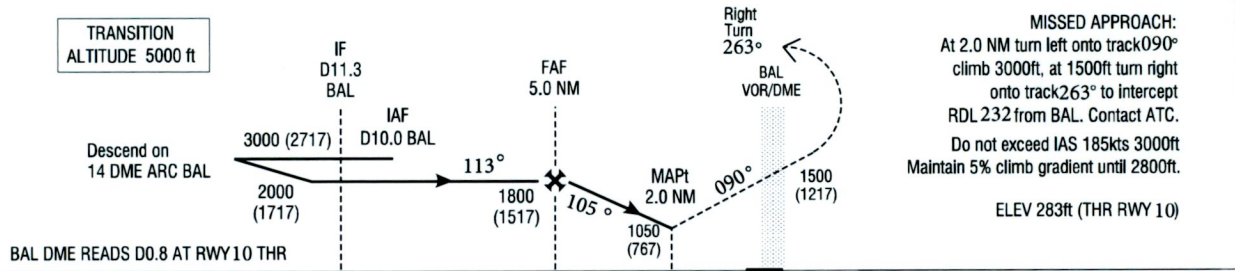 TRANSITION
ALTITUDE 5000 ft
IF
D11.3
BAL
IAF
D10.0 BAL
FAF
5.0 NM
Right
Turn
263°
BAL
VOR/DME
MISSED APPROACH:
At 2.0 NM turn left onto track090°
climb 3000ft, at 1500ft turn right
onto track263° to intercept
RDL 232 from BAL. Contact ATC.
Do not exceed IAS 185kts 3000ft
Maintain 5% climb gradient until 2800ft.
ELEV 283ft (THR RWY 10)
Descend on
14 DME ARC BAL
3000 (2717)
2000
(1717)
113°
1800
(1517)
105°
MAPt
2.0 NM
1050
(767)
090°
1500
(1217)
BAL DME READS D0.8 AT RWY 10 THR